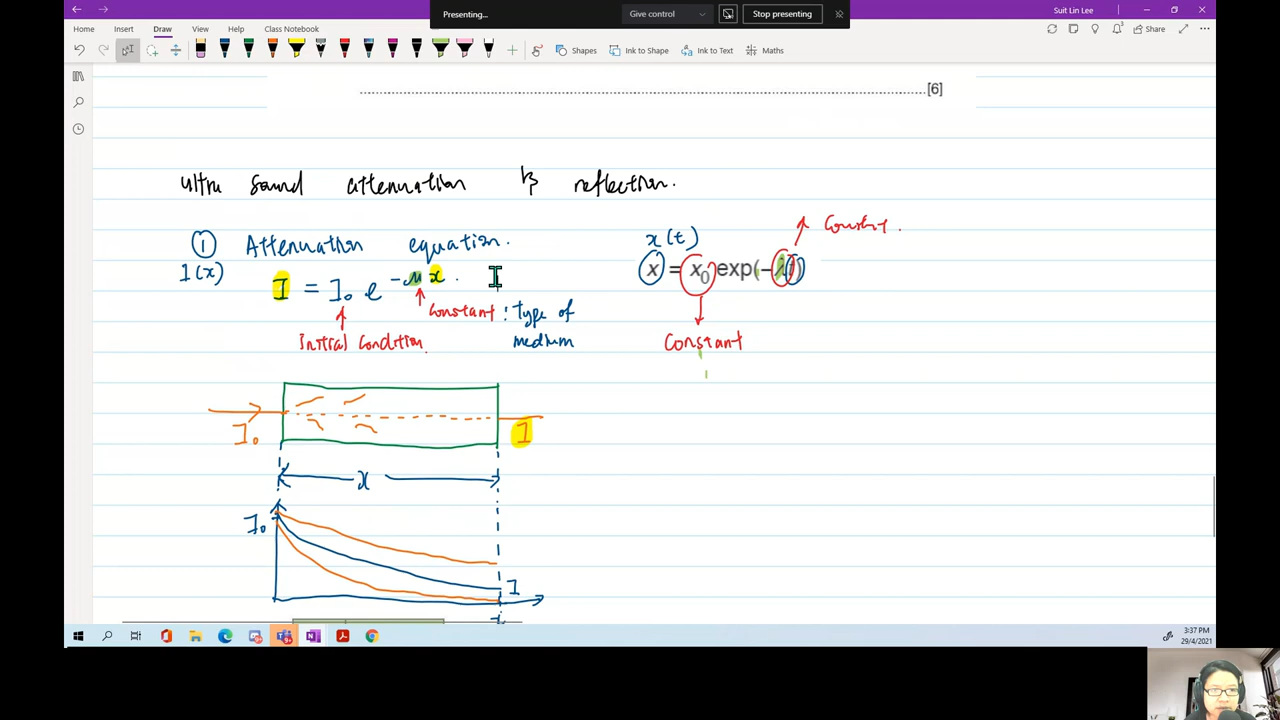 Presenting...
Give control
Stop presenting
Suit Lin Lee
Home Insert Draw View Help Class Notebook
Share
Shapes Ink to Shape Ink to Text Maths
[6]
ultra sound attenuation & reflection.
① Attenuation equation.
I(x)
I = I₀ e^-μx.
Constant : type of medium
Initial Condition.
x(t)
x = x₀ exp(−λt)
Constant.
Constant
I₀
I
x
I₀
I
3:37 PM
29/4/2021